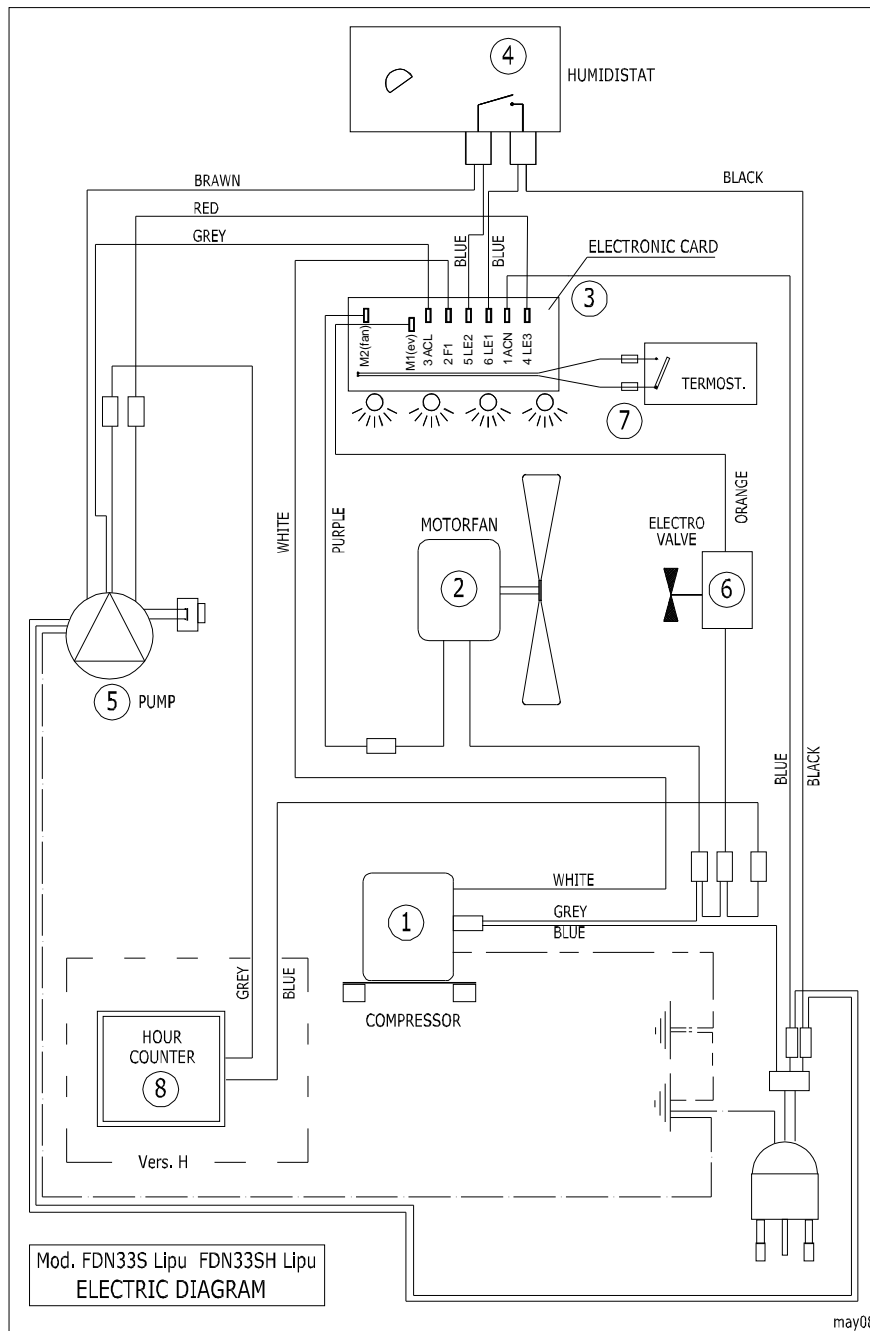 4
HUMIDISTAT
BRAWN
BLACK
RED
GREY
BLUE
BLUE
ELECTRONIC CARD
3
M2(fan)
M1(ev)
3 ACL
2 F1
5 LE2
6 LE1
1 ACN
4 LE3
TERMOST.
7
WHITE
PURPLE
ORANGE
MOTORFAN
2
ELECTRO
VALVE
6
5
PUMP
BLUE
BLACK
WHITE
GREY
BLUE
1
COMPRESSOR
GREY
BLUE
HOUR
COUNTER
8
Vers. H
Mod. FDN33S Lipu FDN33SH Lipu
ELECTRIC DIAGRAM
may08